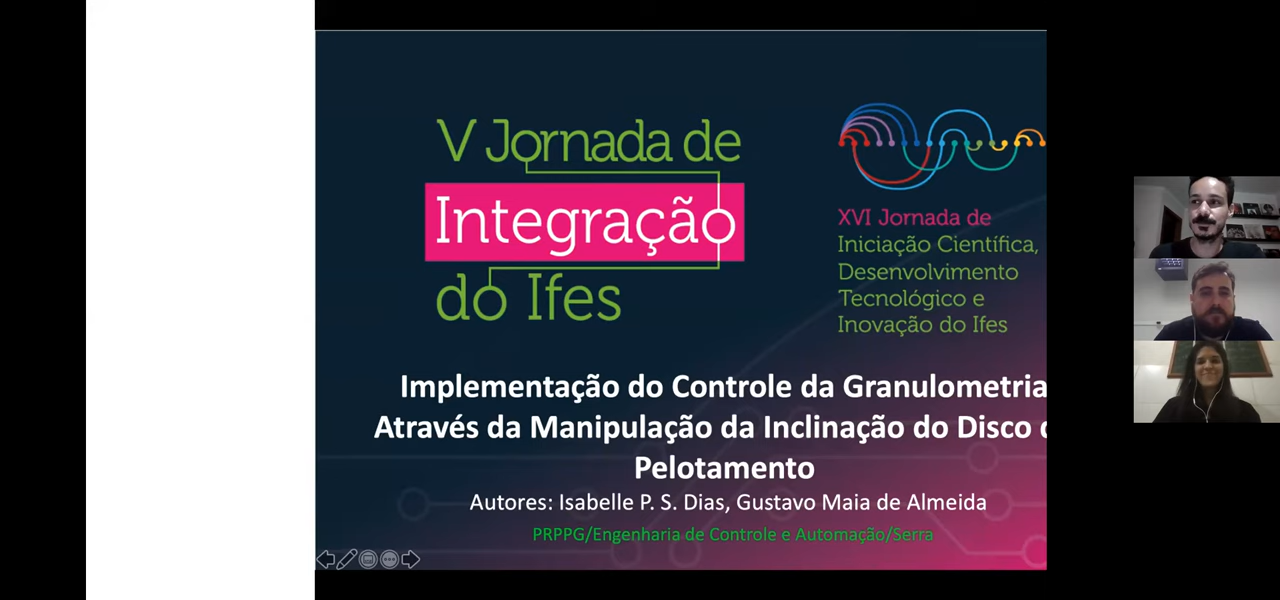 V Jornada de
Integração
do Ifes
XVI Jornada de
Iniciação Científica,
Desenvolvimento
Tecnológico e
Inovação do Ifes
Implementação do Controle da Granulometria
Através da Manipulação da Inclinação do Disco
Pelotamento
Autores: Isabelle P. S. Dias, Gustavo Maia de Almeida
PRPPG/Engenharia de Controle e Automação/Serra